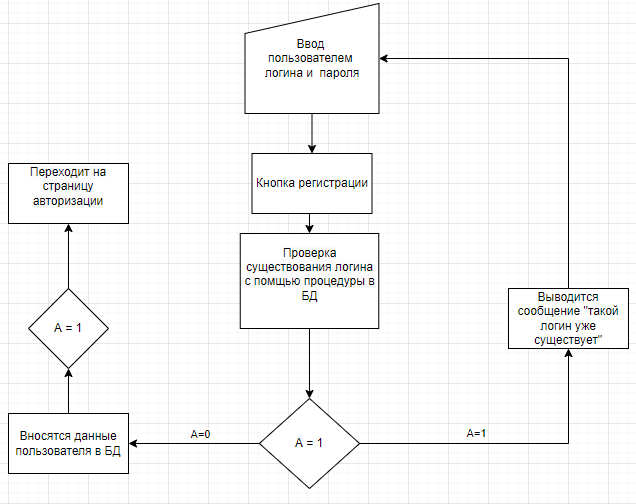 Ввод
пользователем
логина и пароля
Переходит на
страницу
авторизации
Кнопка регистрации
Проверка
существования логина
с помщью процедуры в
БД
А = 1
Выводится
сообщение "такой
логин уже
существует"
Вносятся данные
пользователя в БД
А=0
А = 1
А=1